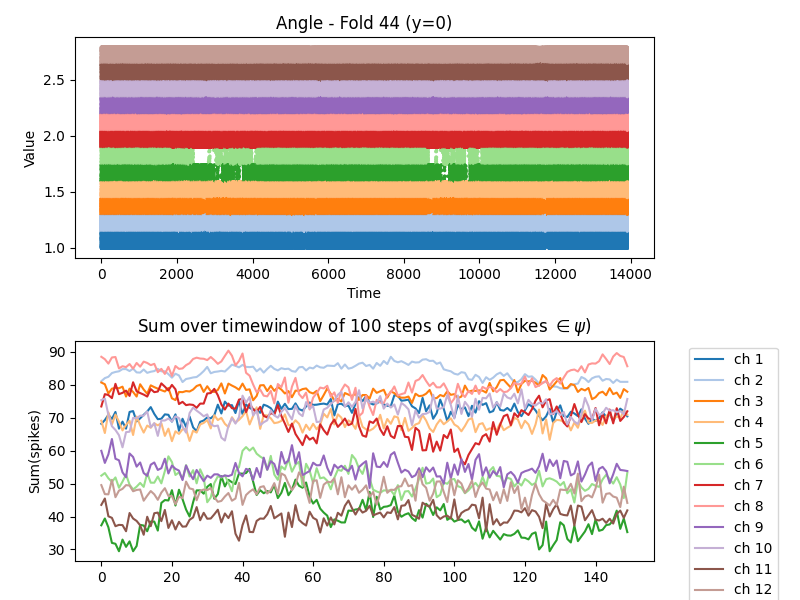 Angle - Fold 44 (y=0)
Value
2.5
2.0
1.5
1.0
0 2000 4000 6000 8000 10000 12000 14000
Time
Sum over timewindow of 100 steps of avg(spikes ∈ ψ)
Sum(spikes)
90
80
70
60
50
40
30
0 20 40 60 80 100 120 140
ch 1
ch 2
ch 3
ch 4
ch 5
ch 6
ch 7
ch 8
ch 9
ch 10
ch 11
ch 12